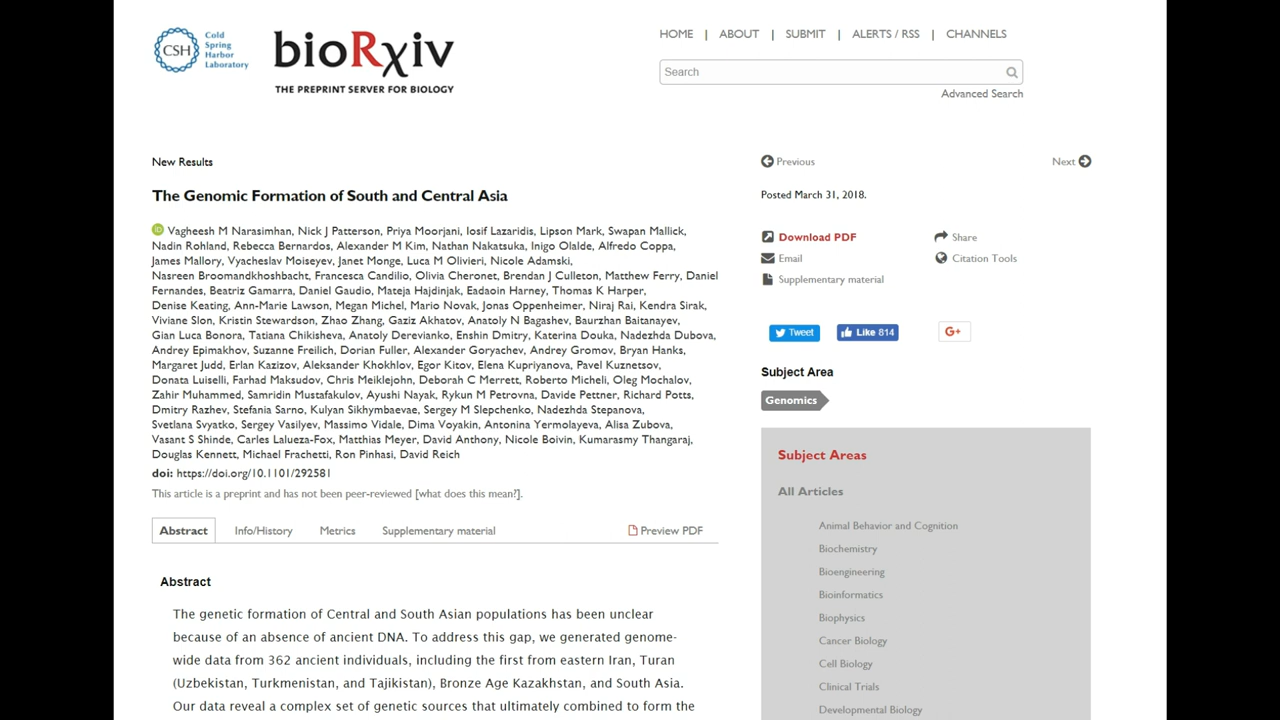 CSH Cold Spring Harbor Laboratory
bioRxiv
THE PREPRINT SERVER FOR BIOLOGY
HOME | ABOUT | SUBMIT | ALERTS / RSS | CHANNELS
Search
Advanced Search
New Results
The Genomic Formation of South and Central Asia
iD Vagheesh M Narasimhan, Nick J Patterson, Priya Moorjani, Iosif Lazaridis, Lipson Mark, Swapan Mallick,
Nadin Rohland, Rebecca Bernardos, Alexander M Kim, Nathan Nakatsuka, Inigo Olalde, Alfredo Coppa,
James Mallory, Vyacheslav Moiseyev, Janet Monge, Luca M Olivieri, Nicole Adamski,
Nasreen Broomandkhoshbacht, Francesca Candilio, Olivia Cheronet, Brendan J Culleton, Matthew Ferry, Daniel
Fernandes, Beatriz Gamarra, Daniel Gaudio, Mateja Hajdinjak, Eadaoin Harney, Thomas K Harper,
Denise Keating, Ann-Marie Lawson, Megan Michel, Mario Novak, Jonas Oppenheimer, Niraj Rai, Kendra Sirak,
Viviane Slon, Kristin Stewardson, Zhao Zhang, Gaziz Akhatov, Anatoly N Bagashev, Baurzhan Baitanayev,
Gian Luca Bonora, Tatiana Chikisheva, Anatoly Derevianko, Enshin Dmitry, Katerina Douka, Nadezhda Dubova,
Andrey Epimakhov, Suzanne Freilich, Dorian Fuller, Alexander Goryachev, Andrey Gromov, Bryan Hanks,
Margaret Judd, Erlan Kazizov, Aleksander Khokhlov, Egor Kitov, Elena Kupriyanova, Pavel Kuznetsov,
Donata Luiselli, Farhad Maksudov, Chris Meiklejohn, Deborah C Merrett, Roberto Micheli, Oleg Mochalov,
Zahir Muhammed, Samridin Mustafakulov, Ayushi Nayak, Rykun M Petrovna, Davide Pettner, Richard Potts,
Dmitry Razhev, Stefania Sarno, Kulyan Sikhymbaevae, Sergey M Slepchenko, Nadezhda Stepanova,
Svetlana Svyatko, Sergey Vasilyev, Massimo Vidale, Dima Voyakin, Antonina Yermolayeva, Alisa Zubova,
Vasant S Shinde, Carles Lalueza-Fox, Matthias Meyer, David Anthony, Nicole Boivin, Kumarasmy Thangaraj,
Douglas Kennett, Michael Frachetti, Ron Pinhasi, David Reich
doi: https://doi.org/10.1101/292581
This article is a preprint and has not been peer-reviewed [what does this mean?].
Abstract Info/History Metrics Supplementary material Preview PDF
Abstract
The genetic formation of Central and South Asian populations has been unclear
because of an absence of ancient DNA. To address this gap, we generated genome-
wide data from 362 ancient individuals, including the first from eastern Iran, Turan
(Uzbekistan, Turkmenistan, and Tajikistan), Bronze Age Kazakhstan, and South Asia.
Our data reveal a complex set of genetic sources that ultimately combined to form the
Previous Next
Posted March 31, 2018.
Download PDF Share
Email Citation Tools
Supplementary material
Tweet Like 814 G+
Subject Area
Genomics
Subject Areas
All Articles
Animal Behavior and Cognition
Biochemistry
Bioengineering
Bioinformatics
Biophysics
Cancer Biology
Cell Biology
Clinical Trials
Developmental Biology